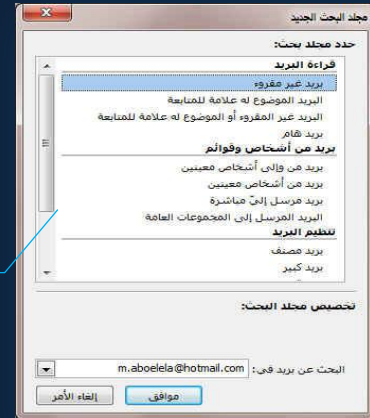 مجلد البحث الجديد
حدد مجلد بحث:
قراءة البريد
بريد غير مقروء
البريد الموضوع له علامة للمتابعة
البريد غير المقروء أو الموضوع له علامة للمتابعة
بريد هام
بريد من أشخاص وقوائم
بريد من وإلى أشخاص معينين
بريد من أشخاص معينين
بريد مرسل إليّ مباشرة
البريد المرسل إلى المجموعات العامة
تنظيم البريد
بريد مصنف
بريد كبير
تخصيص مجلد البحث:
البحث عن بريد في: m.aboelela@hotmail.com
موافق إلغاء الأمر